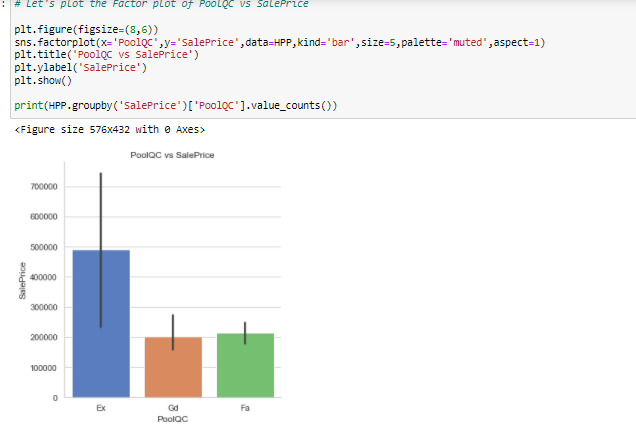 : # Let's plot the Factor plot of PoolQC vs SalePrice
plt.figure(figsize=(8,6))
sns.factorplot(x='PoolQC',y='SalePrice',data=HPP,kind='bar',size=5,palette='muted',aspect=1)
plt.title('PoolQC vs SalePrice')
plt.ylabel('SalePrice')
plt.show()
print(HPP.groupby('SalePrice')['PoolQC'].value_counts())
<Figure size 576x432 with 0 Axes>
PoolQC vs SalePrice
700000
600000
500000
400000
300000
200000
100000
0
SalePrice
Ex Gd Fa
PoolQC